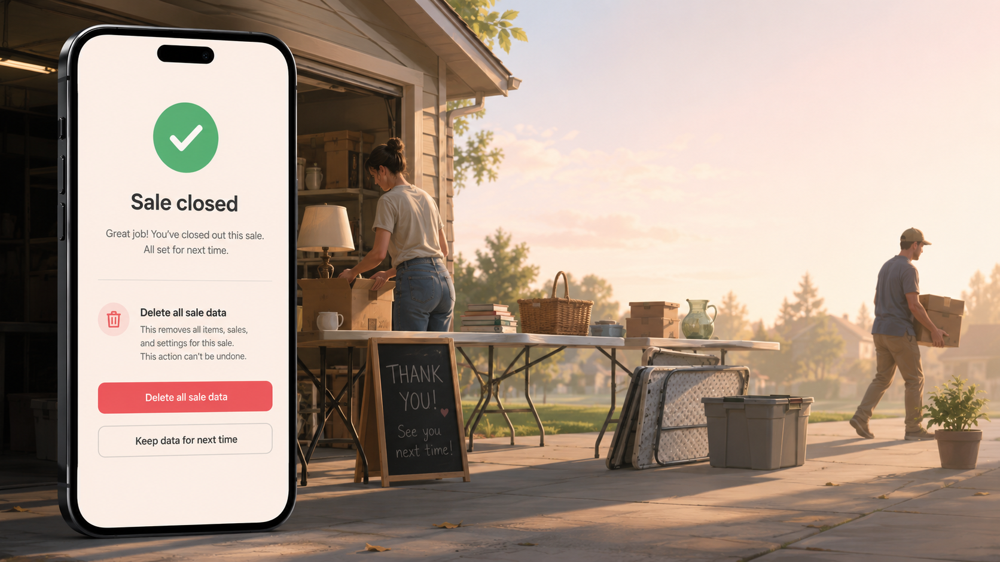 Sale closed
Great job! You've closed out this sale.
All set for next time.
Delete all sale data
This removes all items, sales,
and settings for this sale.
This action can't be undone.
Delete all sale data
Keep data for next time
THANK
YOU!
See you
next time!